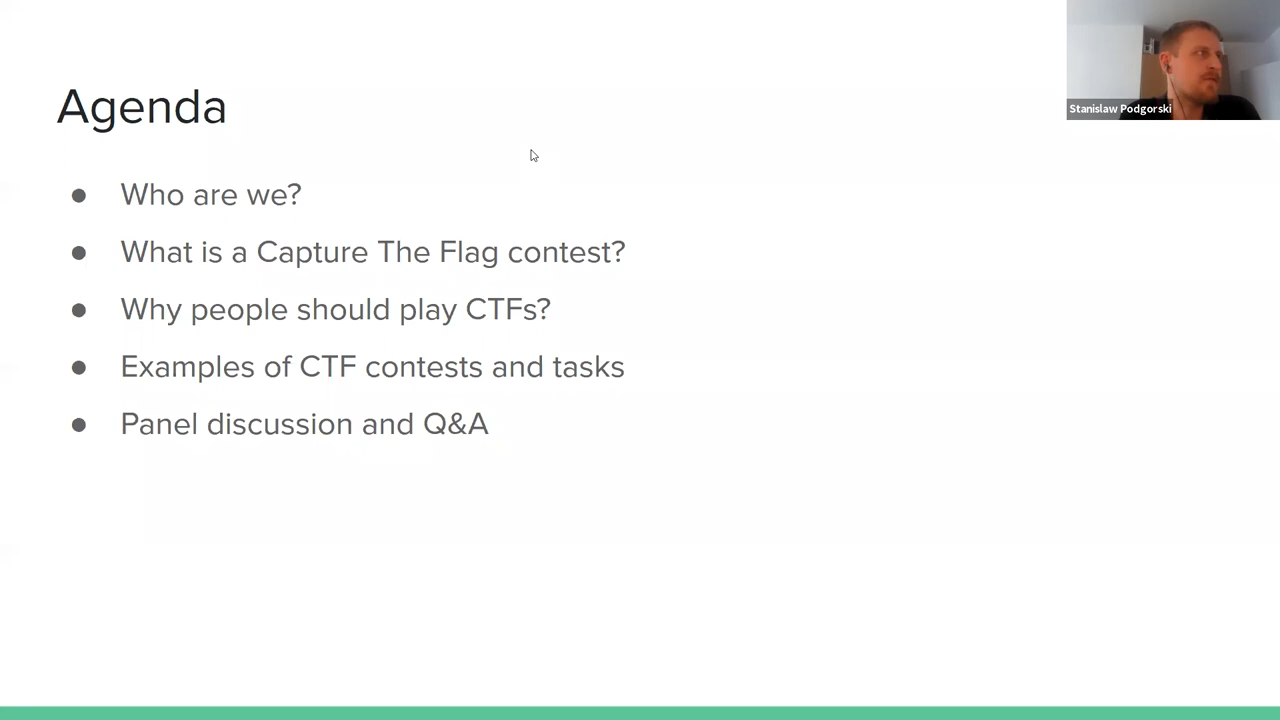 Agenda
● Who are we?
● What is a Capture The Flag contest?
● Why people should play CTFs?
● Examples of CTF contests and tasks
● Panel discussion and Q&A
Stanislaw Podgorski